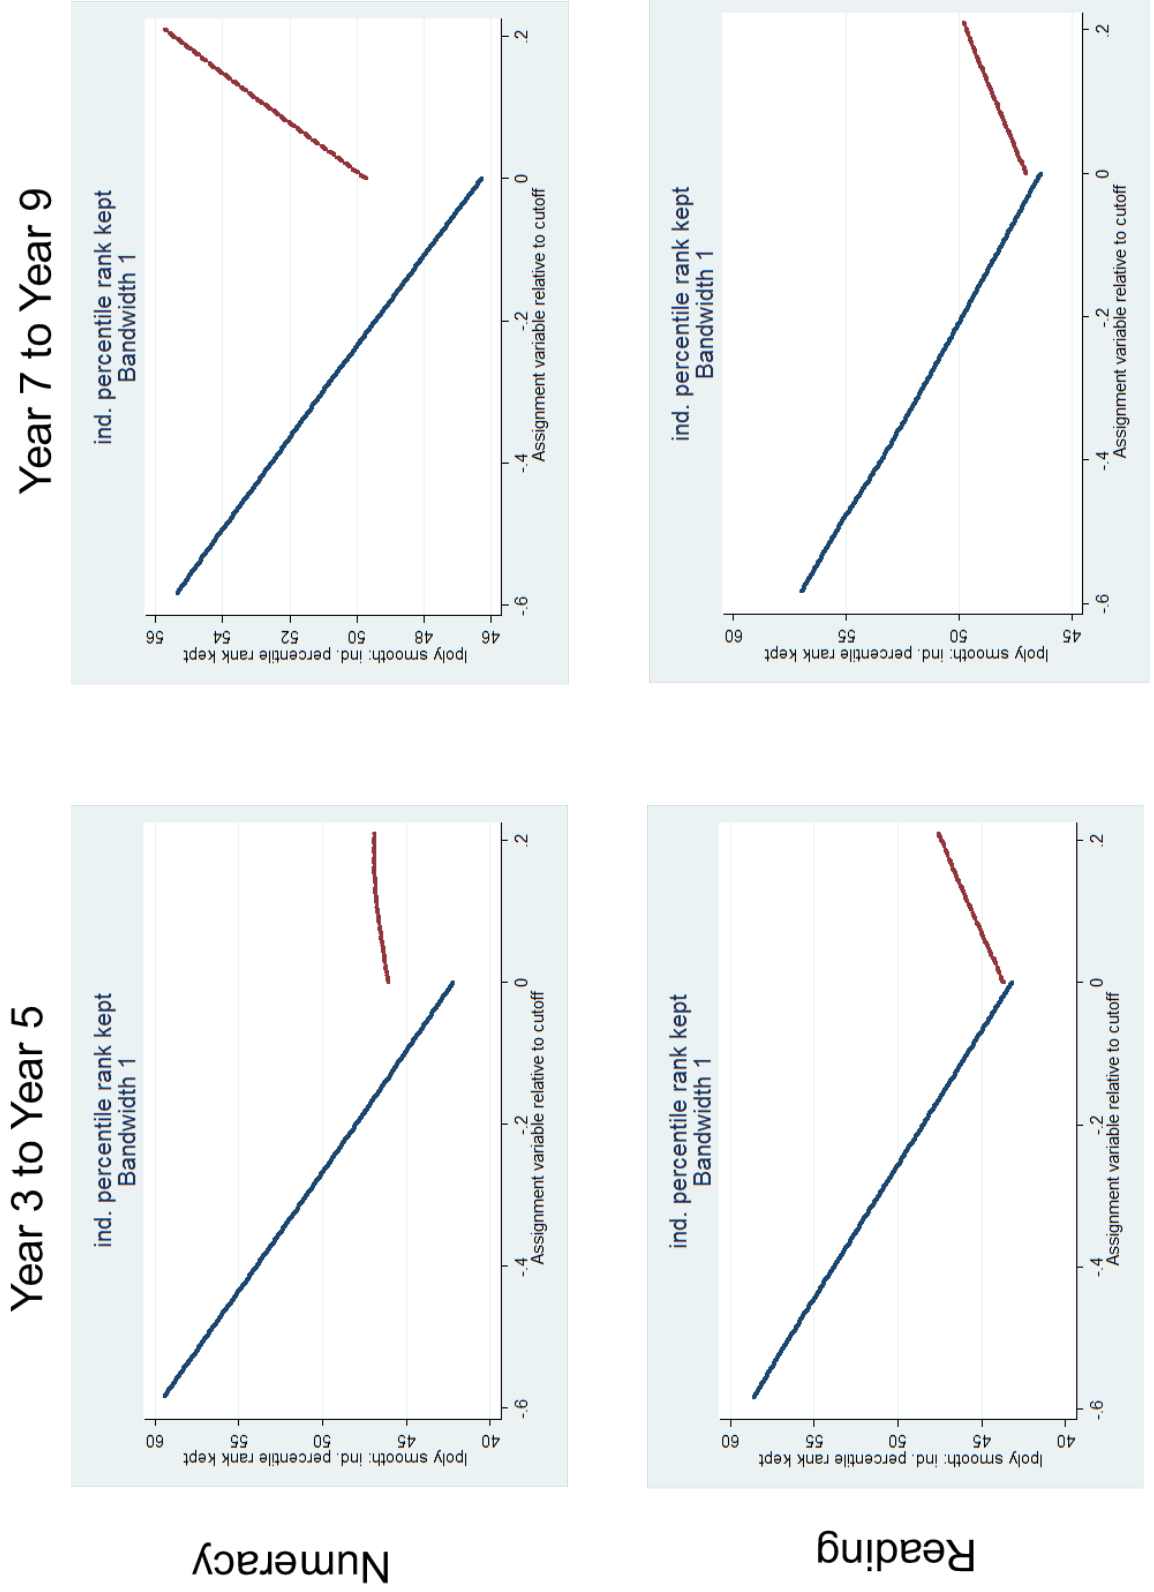 Year 3 to Year 5
Year 7 to Year 9
Numeracy
ind. percentile rank kept
Bandwidth 1
lpoly smooth: ind. percentile rank kept
60
55
50
45
40
-.6
-.4
-.2
0
.2
Assignment variable relative to cutoff
ind. percentile rank kept
Bandwidth 1
lpoly smooth: ind. percentile rank kept
56
54
52
50
48
46
-.6
-.4
-.2
0
.2
Assignment variable relative to cutoff
Reading
ind. percentile rank kept
Bandwidth 1
lpoly smooth: ind. percentile rank kept
60
55
50
45
40
-.6
-.4
-.2
0
.2
Assignment variable relative to cutoff
ind. percentile rank kept
Bandwidth 1
lpoly smooth: ind. percentile rank kept
60
55
50
45
-.6
-.4
-.2
0
.2
Assignment variable relative to cutoff